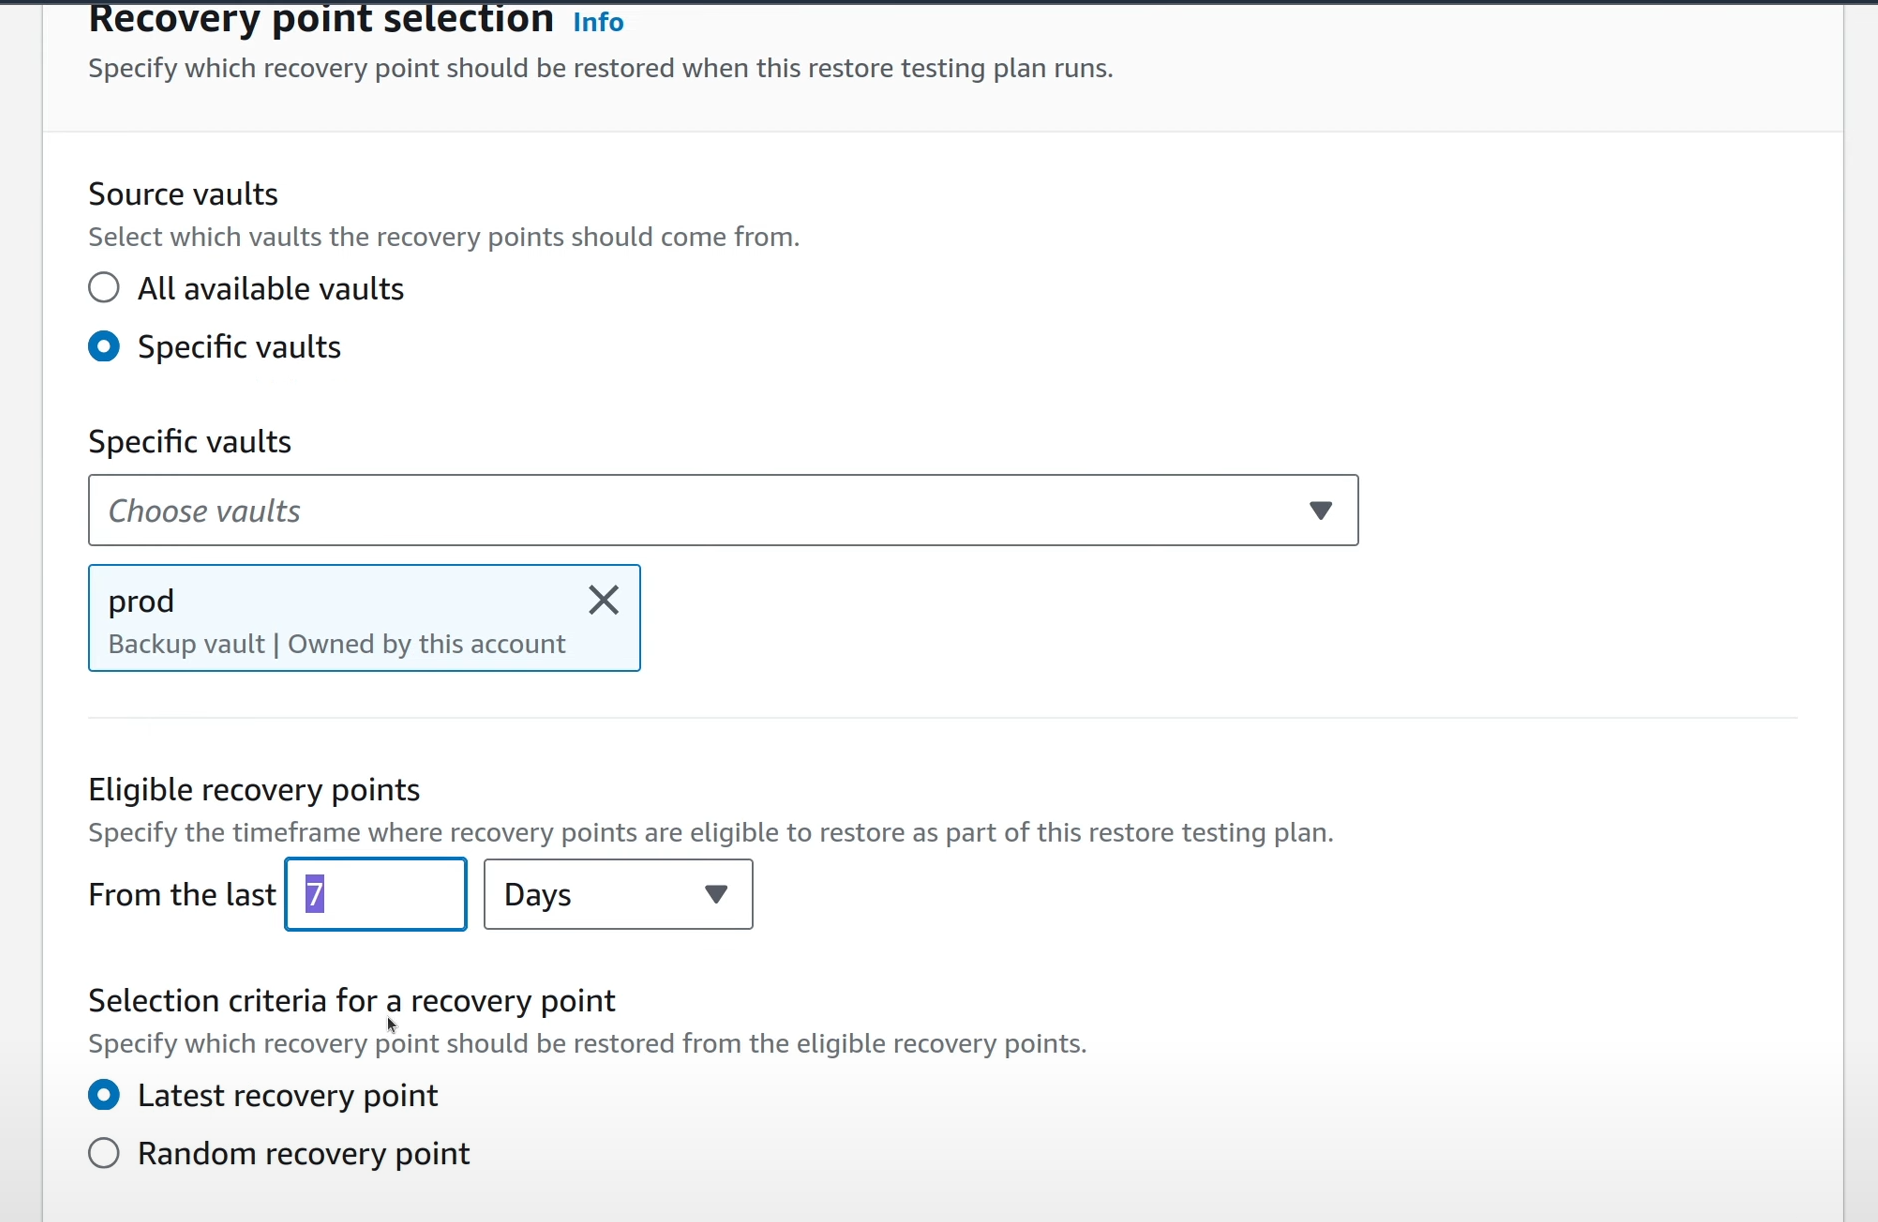 Recovery point selection Info
Specify which recovery point should be restored when this restore testing plan runs.
Source vaults
Select which vaults the recovery points should come from.
All available vaults
Specific vaults
Specific vaults
Choose vaults
prod
Backup vault | Owned by this account
Eligible recovery points
Specify the timeframe where recovery points are eligible to restore as part of this restore testing plan.
From the last 7 Days
Selection criteria for a recovery point
Specify which recovery point should be restored from the eligible recovery points.
Latest recovery point
Random recovery point